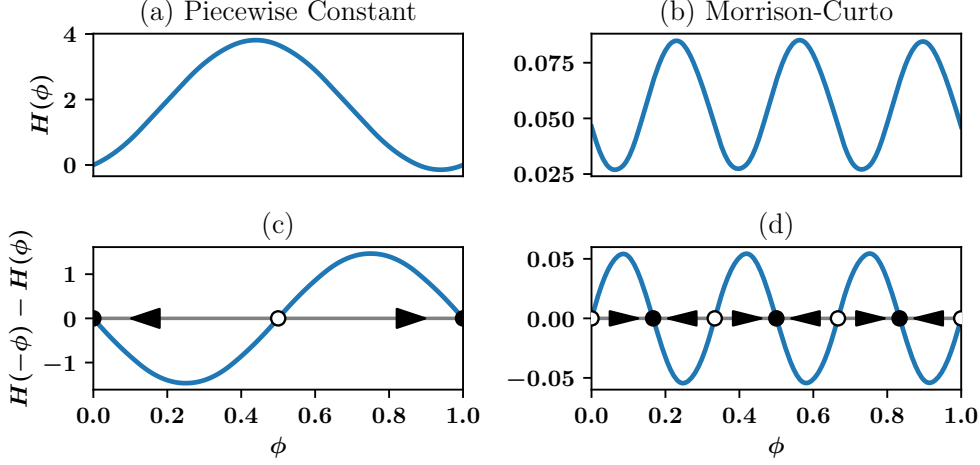 (a) Piecewise Constant
(b) Morrison-Curto
H(ϕ)
4
2
0
0.075
0.050
0.025
(c)
(d)
H(−ϕ) − H(ϕ)
1
0
−1
0.05
0.00
−0.05
0.0 0.2 0.4 0.6 0.8 1.0
0.0 0.2 0.4 0.6 0.8 1.0
ϕ
ϕ